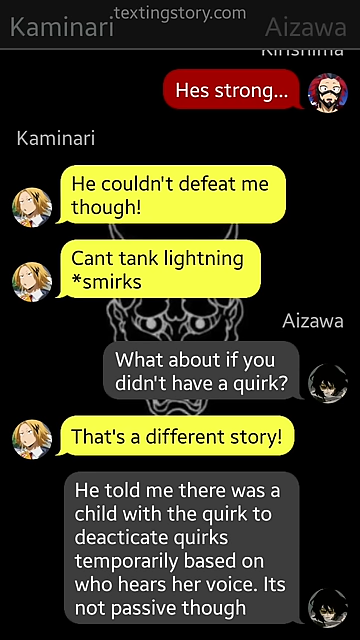 textingstory.com
Kaminari
Aizawa
Kirishima
Hes strong...
Kaminari
He couldn't defeat me
though!
Cant tank lightning
*smirks
Aizawa
What about if you
didn't have a quirk?
That's a different story!
He told me there was a
child with the quirk to
deacticate quirks
temporarily based on
who hears her voice. Its
not passive though